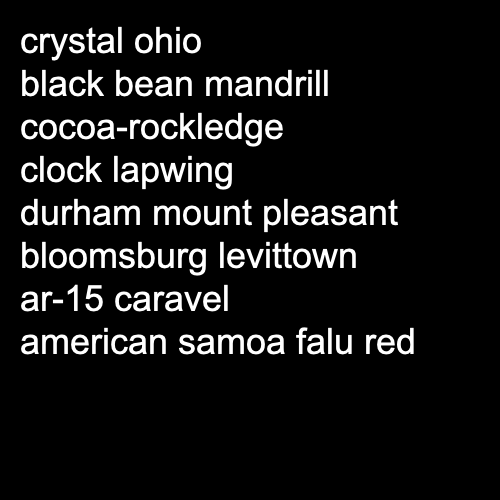 crystal ohio
black bean mandrill
cocoa-rockledge
clock lapwing
durham mount pleasant
bloomsburg levittown
ar-15 caravel
american samoa falu red